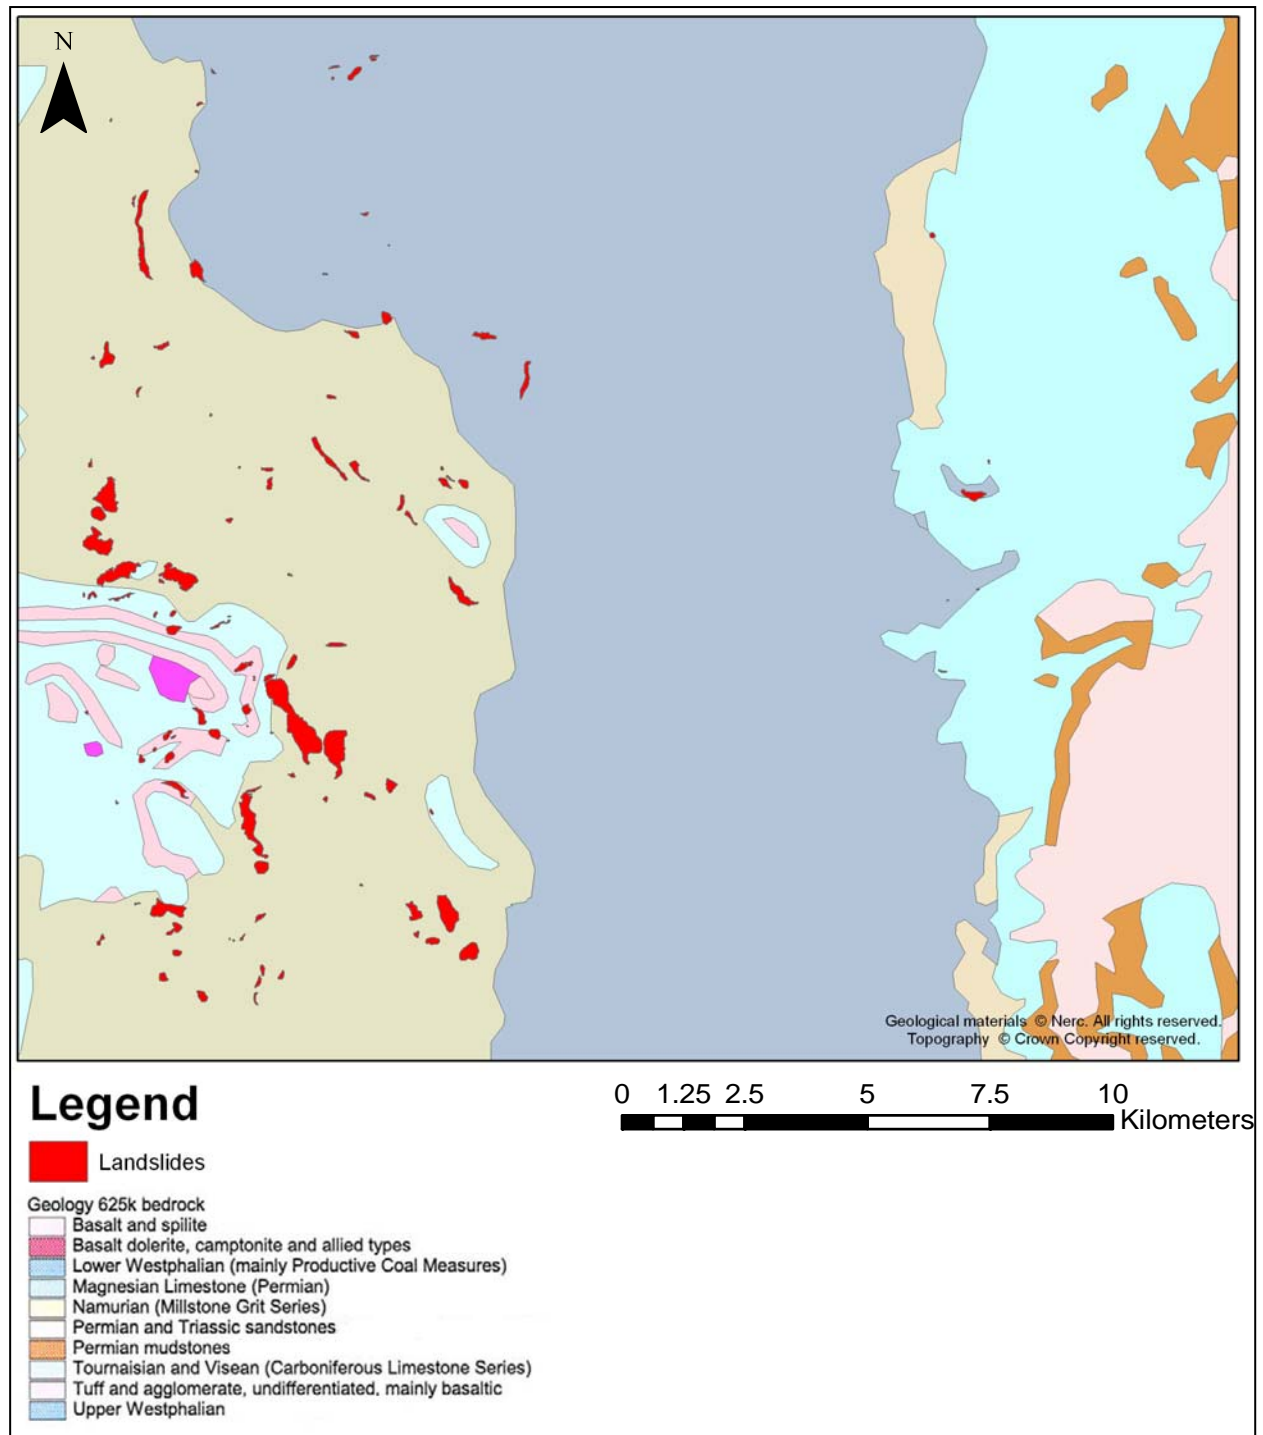 N
Geological materials © Nerc. All rights reserved.
Topography © Crown Copyright reserved.
Legend
0 1.25 2.5 5 7.5 10
Kilometers
Landslides
Geology 625k bedrock
Basalt and spilite
Basalt dolerite, camptonite and allied types
Lower Westphalian (mainly Productive Coal Measures)
Magnesian Limestone (Permian)
Namurian (Millstone Grit Series)
Permian and Triassic sandstones
Permian mudstones
Tournaisian and Visean (Carboniferous Limestone Series)
Tuff and agglomerate, undifferentiated, mainly basaltic
Upper Westphalian